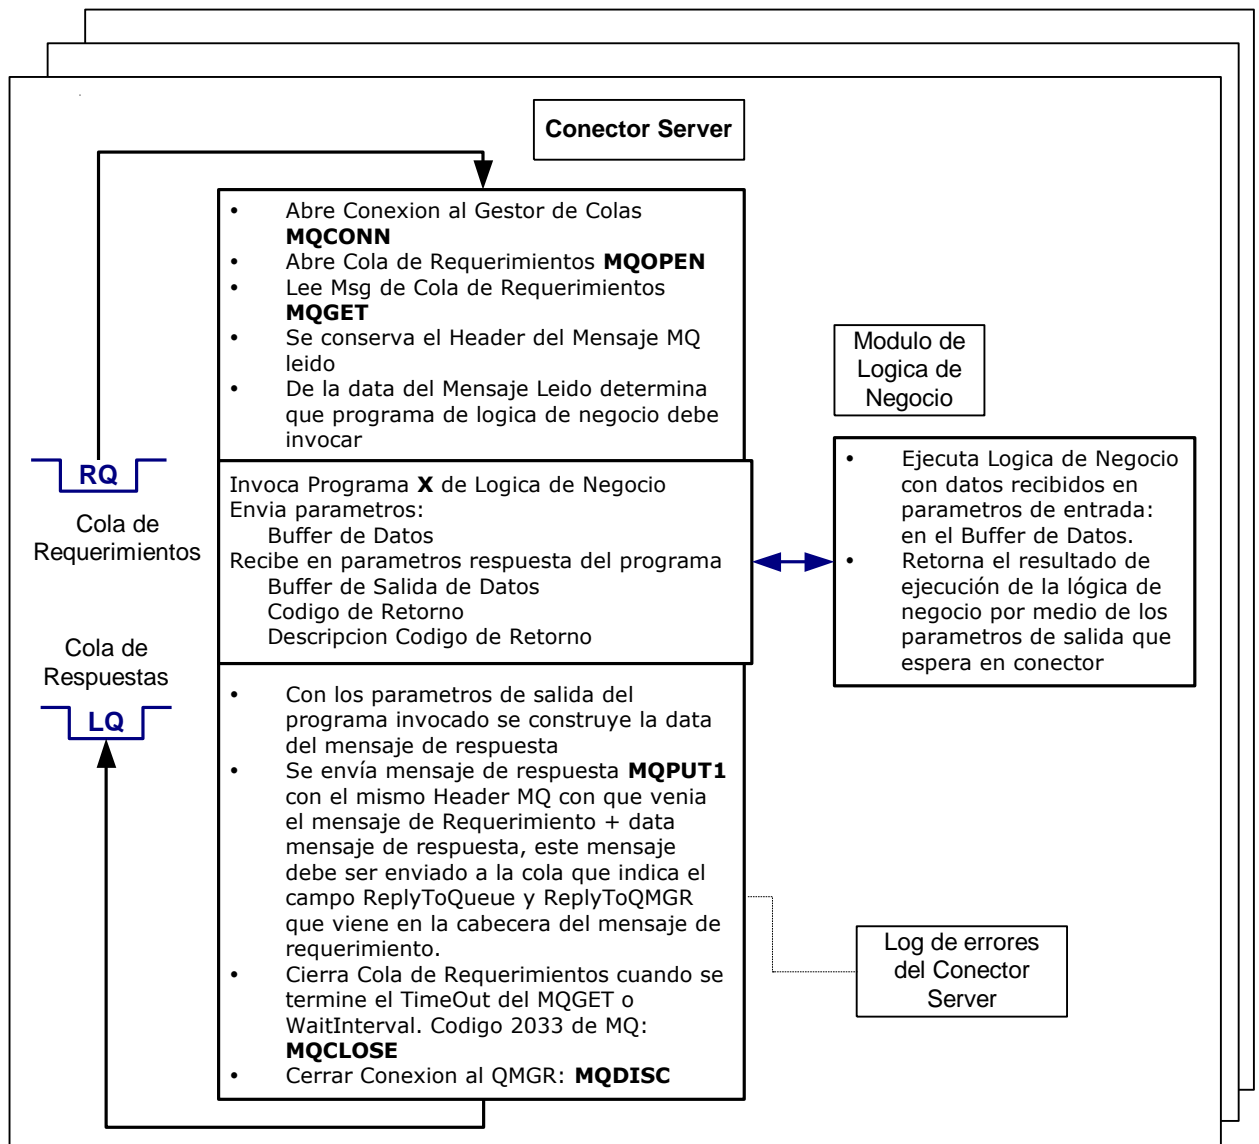 Conector Server
• Abre Conexion al Gestor de Colas
MQCONN
• Abre Cola de Requerimientos MQOPEN
• Lee Msg de Cola de Requerimientos
MQGET
• Se conserva el Header del Mensaje MQ
leido
• De la data del Mensaje Leido determina
que programa de logica de negocio debe
invocar
RQ
Cola de
Requerimientos
Invoca Programa X de Logica de Negocio
Envia parametros:
Buffer de Datos
Recibe en parametros respuesta del programa
Buffer de Salida de Datos
Codigo de Retorno
Descripcion Codigo de Retorno
Modulo de
Logica de
Negocio
• Ejecuta Logica de Negocio
con datos recibidos en
parametros de entrada:
en el Buffer de Datos.
• Retorna el resultado de
ejecución de la lógica de
negocio por medio de los
parametros de salida que
espera en conector
Cola de
Respuestas
LQ
• Con los parametros de salida del
programa invocado se construye la data
del mensaje de respuesta
• Se envía mensaje de respuesta MQPUT1
con el mismo Header MQ con que venia
el mensaje de Requerimiento + data
mensaje de respuesta, este mensaje
debe ser enviado a la cola que indica el
campo ReplyToQueue y ReplyToQMGR
que viene en la cabecera del mensaje de
requerimiento.
• Cierra Cola de Requerimientos cuando se
termine el TimeOut del MQGET o
WaitInterval. Codigo 2033 de MQ:
MQCLOSE
• Cerrar Conexion al QMGR: MQDISC
Log de errores
del Conector
Server